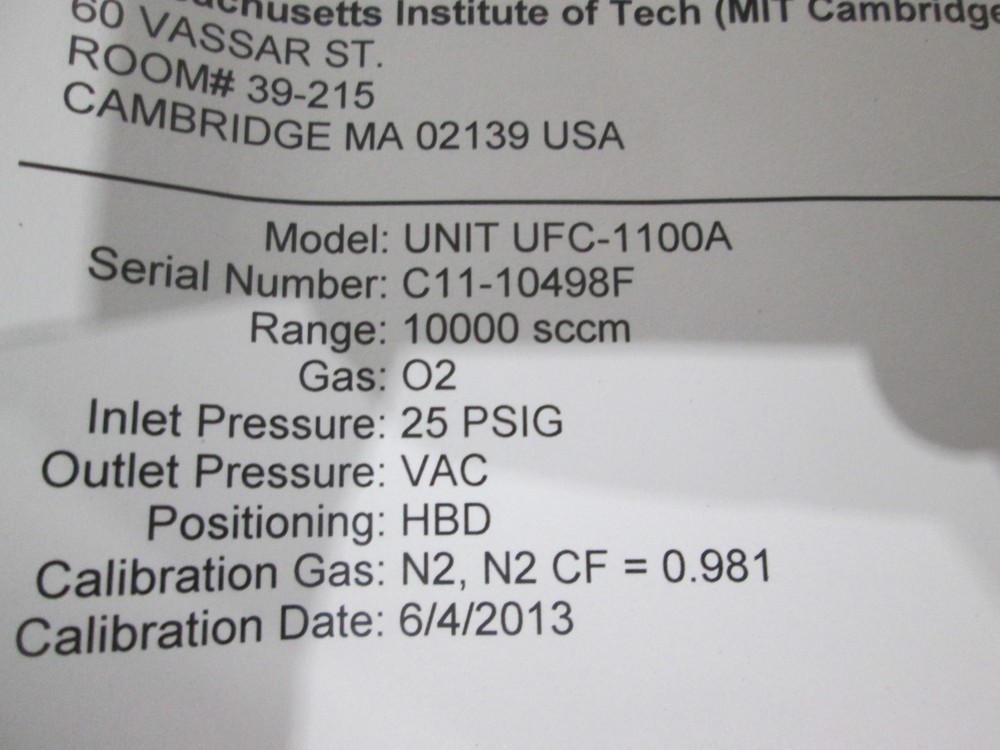 Institute of Tech (MIT Cambridge
60 VASSAR ST.
ROOM# 39-215
CAMBRIDGE MA 02139 USA
Model: UNIT UFC-1100A
Serial Number: C11-10498F
Range: 10000 sccm
Gas: O2
Inlet Pressure: 25 PSIG
Outlet Pressure: VAC
Positioning: HBD
Calibration Gas: N2, N2 CF = 0.981
Calibration Date: 6/4/2013